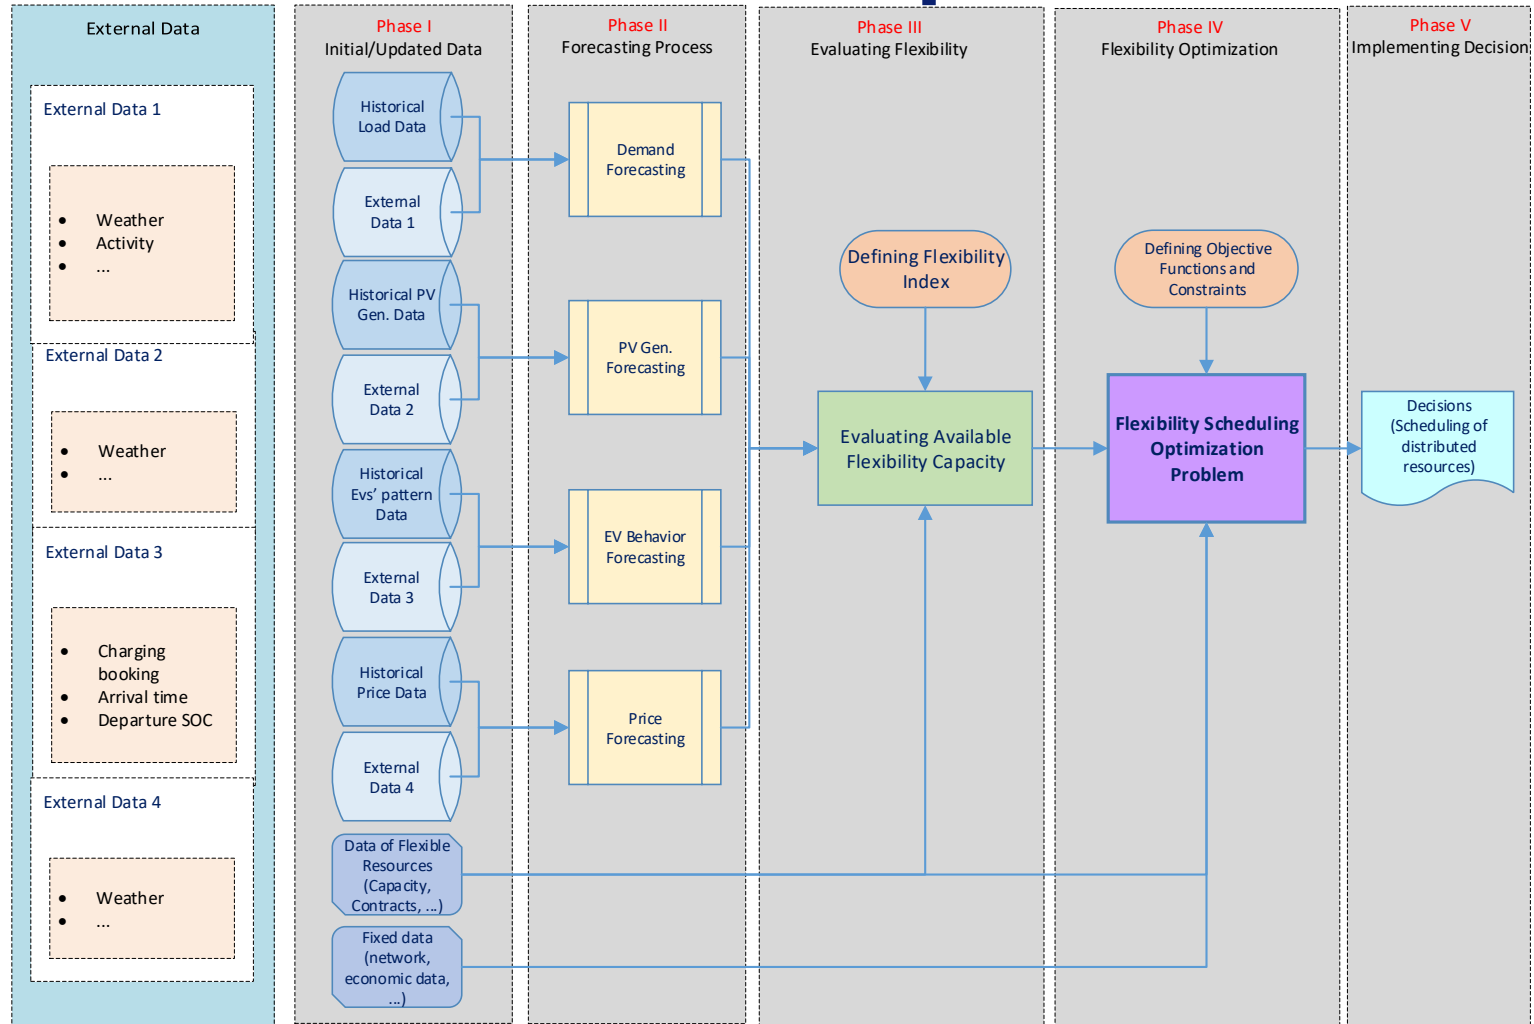 External Data
External Data 1
• Weather
• Activity
• ...
External Data 2
• Weather
• ...
External Data 3
• Charging
booking
• Arrival time
• Departure SOC
External Data 4
• Weather
• ...
Phase I
Initial/Updated Data
Historical
Load Data
External
Data 1
Historical PV
Gen. Data
External
Data 2
Historical
Evs' pattern
Data
External
Data 3
Historical
Price Data
External
Data 4
Data of Flexible
Resources
(Capacity,
Contracts, ...)
Fixed data
(network,
economic data,
...)
Phase II
Forecasting Process
Demand
Forecasting
PV Gen.
Forecasting
EV Behavior
Forecasting
Price
Forecasting
Phase III
Evaluating Flexibility
Defining Flexibility
Index
Evaluating Available
Flexibility Capacity
Phase IV
Flexibility Optimization
Defining Objective
Functions and
Constraints
Flexibility Scheduling
Optimization
Problem
Phase V
Implementing Decision
Decisions
(Scheduling of
distributed
resources)